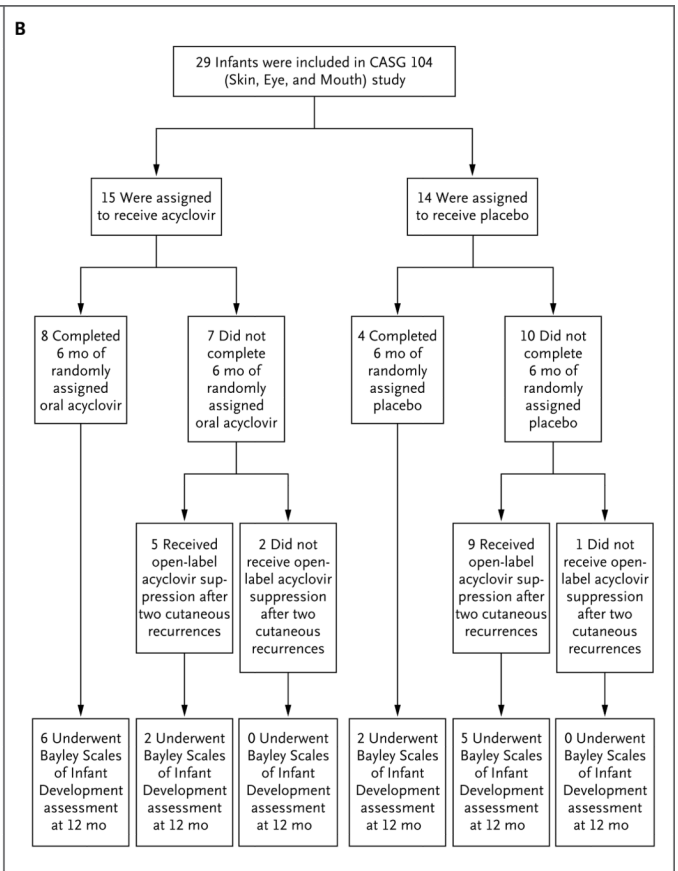 B
29 Infants were included in CASG 104
(Skin, Eye, and Mouth) study
15 Were assigned
to receive acyclovir
14 Were assigned
to receive placebo
8 Completed
6 mo of
randomly
assigned
oral acyclovir
7 Did not
complete
6 mo of
randomly
assigned
oral acyclovir
4 Completed
6 mo of
randomly
assigned
placebo
10 Did not
complete
6 mo of
randomly
assigned
placebo
5 Received
open-label
acyclovir sup-
pression after
two cutaneous
recurrences
2 Did not
receive open-
label acyclovir
suppression
after two
cutaneous
recurrences
9 Received
open-label
acyclovir sup-
pression after
two cutaneous
recurrences
1 Did not
receive open-
label acyclovir
suppression
after two
cutaneous
recurrences
6 Underwent
Bayley Scales
of Infant
Development
assessment
at 12 mo
2 Underwent
Bayley Scales
of Infant
Development
assessment
at 12 mo
0 Underwent
Bayley Scales
of Infant
Development
assessment
at 12 mo
2 Underwent
Bayley Scales
of Infant
Development
assessment
at 12 mo
5 Underwent
Bayley Scales
of Infant
Development
assessment
at 12 mo
0 Underwent
Bayley Scales
of Infant
Development
assessment
at 12 mo